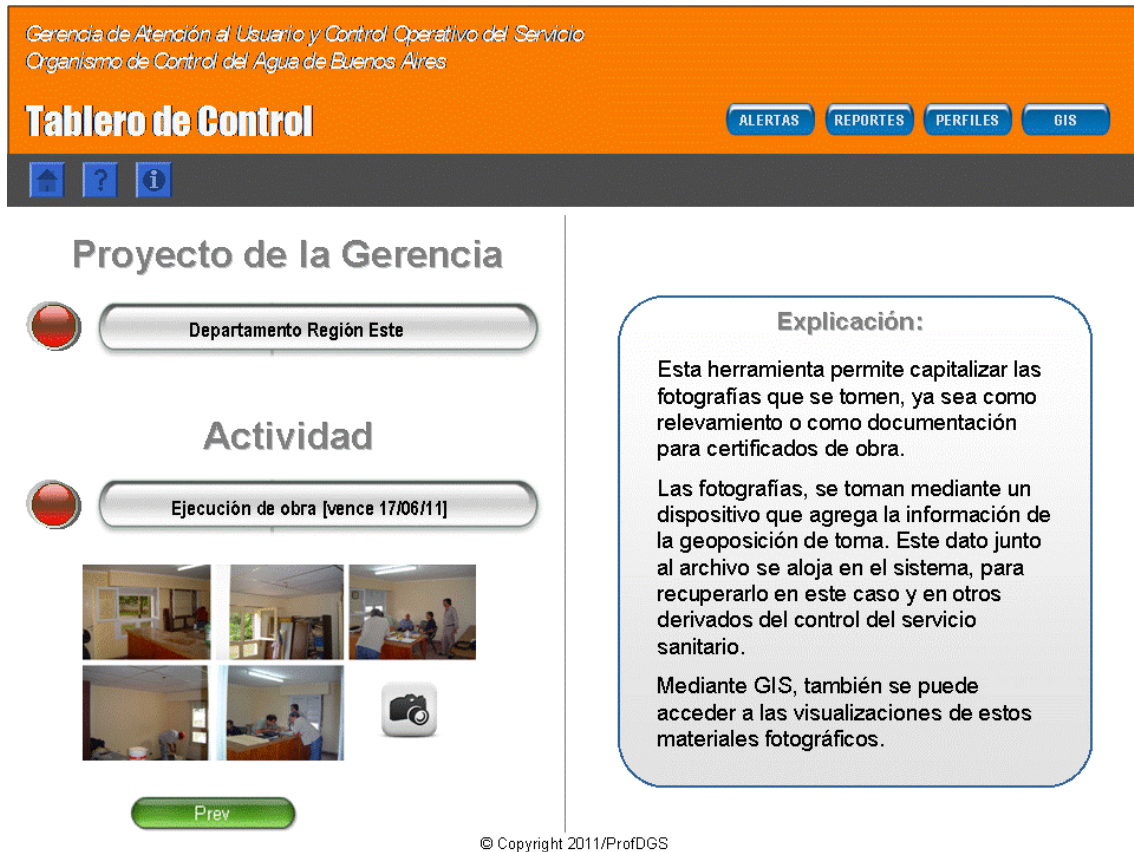 Gerencia de Atención al Usuario y Control Operativo del Servicio
Organismo de Control del Agua de Buenos Aires
Tablero de Control
ALERTAS
REPORTES
PERFILES
GIS
?
i
Proyecto de la Gerencia
Departamento Región Este
Actividad
Ejecución de obra [vence 17/06/11]
Prev
Explicación:
Esta herramienta permite capitalizar las
fotografías que se tomen, ya sea como
relevamiento o como documentación
para certificados de obra.
Las fotografías, se toman mediante un
dispositivo que agrega la información de
la geoposición de toma. Este dato junto
al archivo se aloja en el sistema, para
recuperarlo en este caso y en otros
derivados del control del servicio
sanitario.
Mediante GIS, también se puede
acceder a las visualizaciones de estos
materiales fotográficos.
© Copyright 2011/ProfDGS